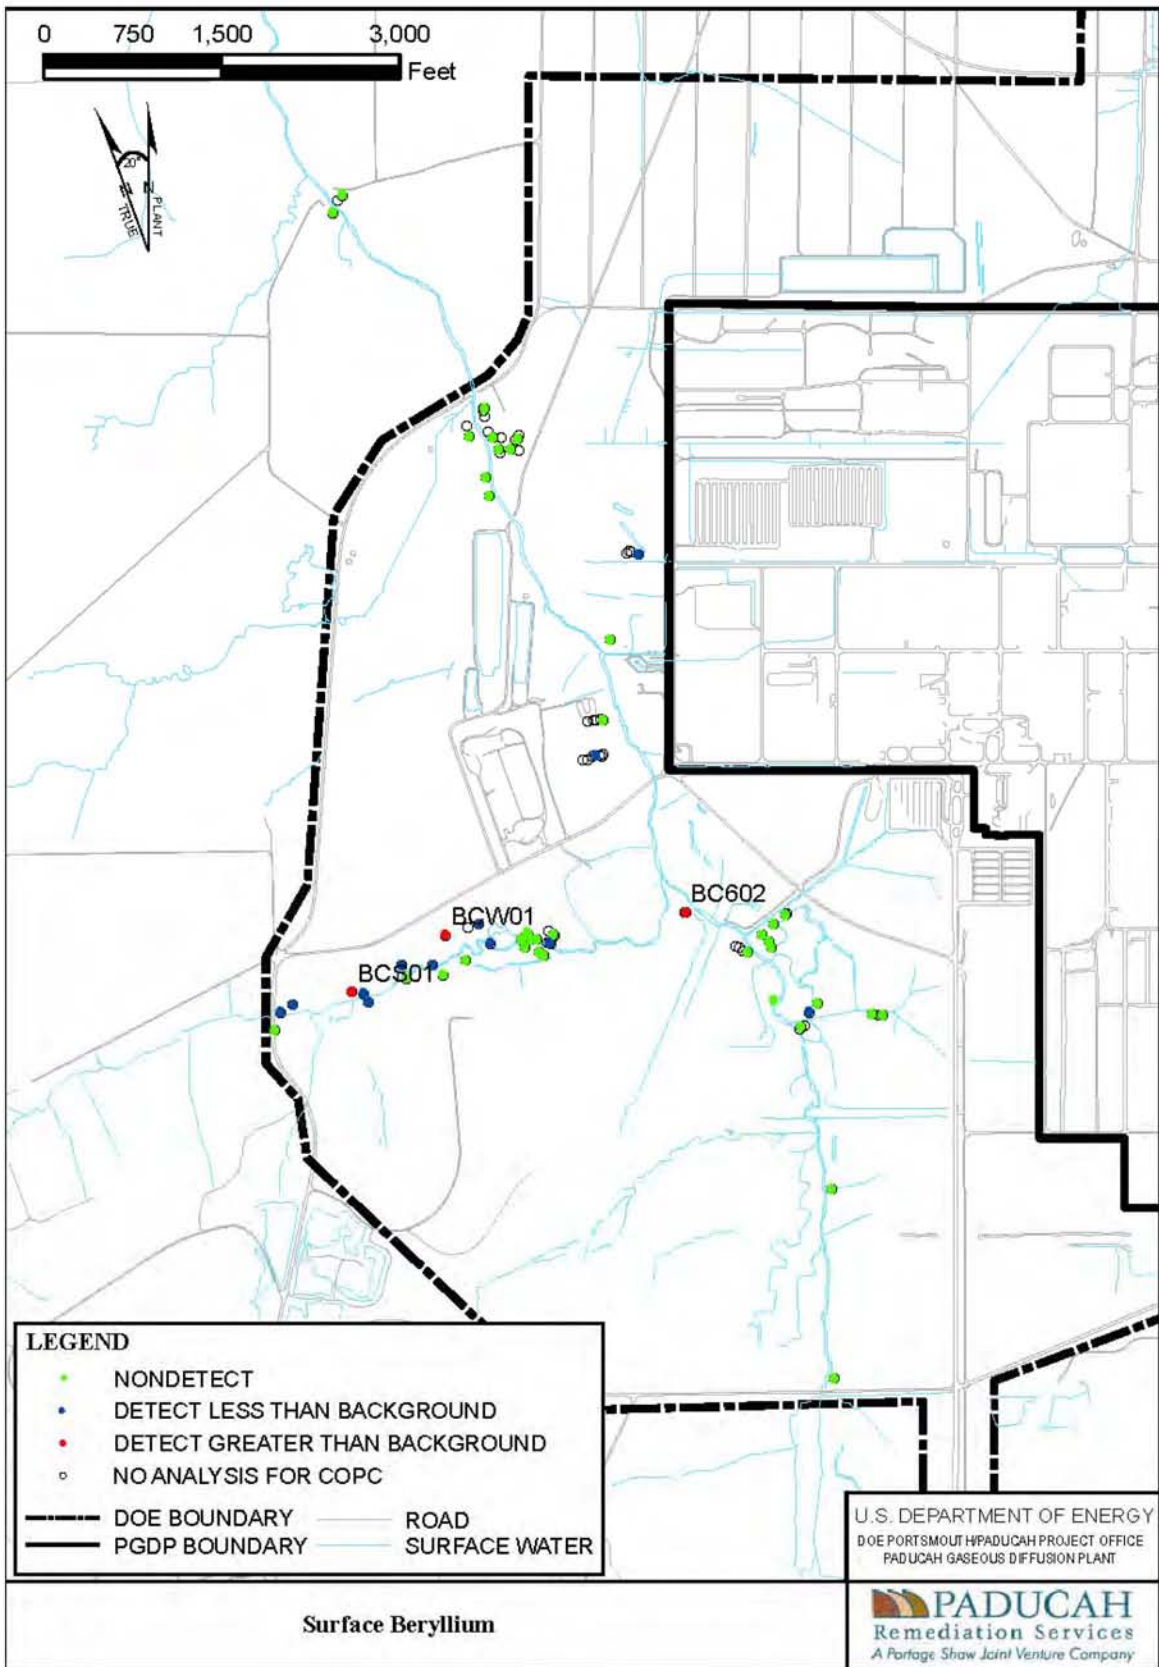 0 750 1,500 3,000
Feet
20°
N N
TRUE
PLANT
BC602
BCW01
BCS01
LEGEND
NONDETECT
DETECT LESS THAN BACKGROUND
DETECT GREATER THAN BACKGROUND
NO ANALYSIS FOR COPC
DOE BOUNDARY ROAD
PGDP BOUNDARY SURFACE WATER
U.S. DEPARTMENT OF ENERGY
DOE PORTSMOUTH/PADUCAH PROJECT OFFICE
PADUCAH GASEOUS DIFFUSION PLANT
Surface Beryllium
PADUCAH
Remediation Services
A Portage Shaw Joint Venture Company